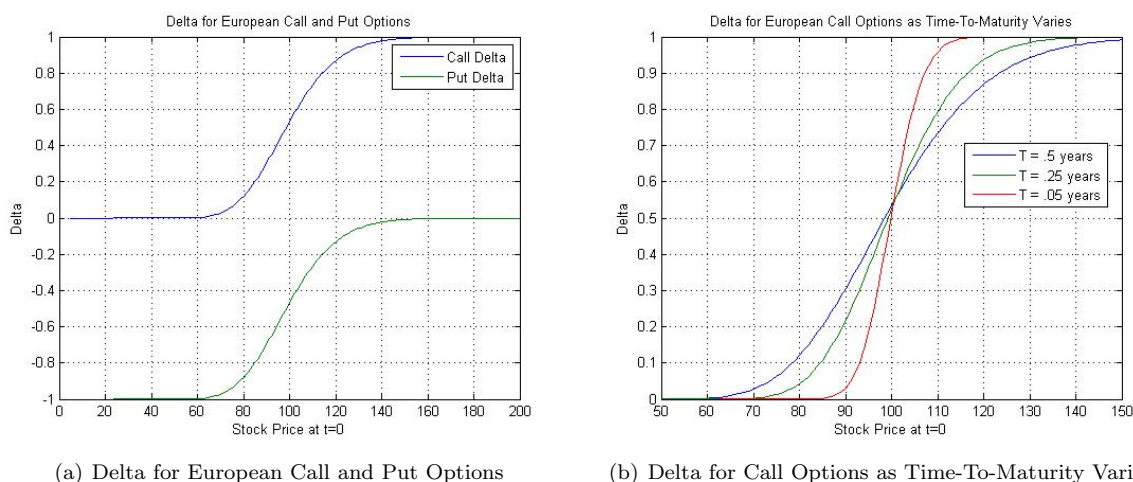 Delta for European Call and Put Options
1
0.8
0.6
0.4
0.2
0
-0.2
-0.4
-0.6
-0.8
-1
Delta
Call Delta
Put Delta
0 20 40 60 80 100 120 140 160 180 200
Stock Price at t=0
(a) Delta for European Call and Put Options
Delta for European Call Options as Time-To-Maturity Varies
1
0.9
0.8
0.7
0.6
0.5
0.4
0.3
0.2
0.1
0
Delta
T = .5 years
T = .25 years
T = .05 years
50 60 70 80 90 100 110 120 130 140 150
Stock Price at t=0
(b) Delta for Call Options as Time-To-Maturity Vari